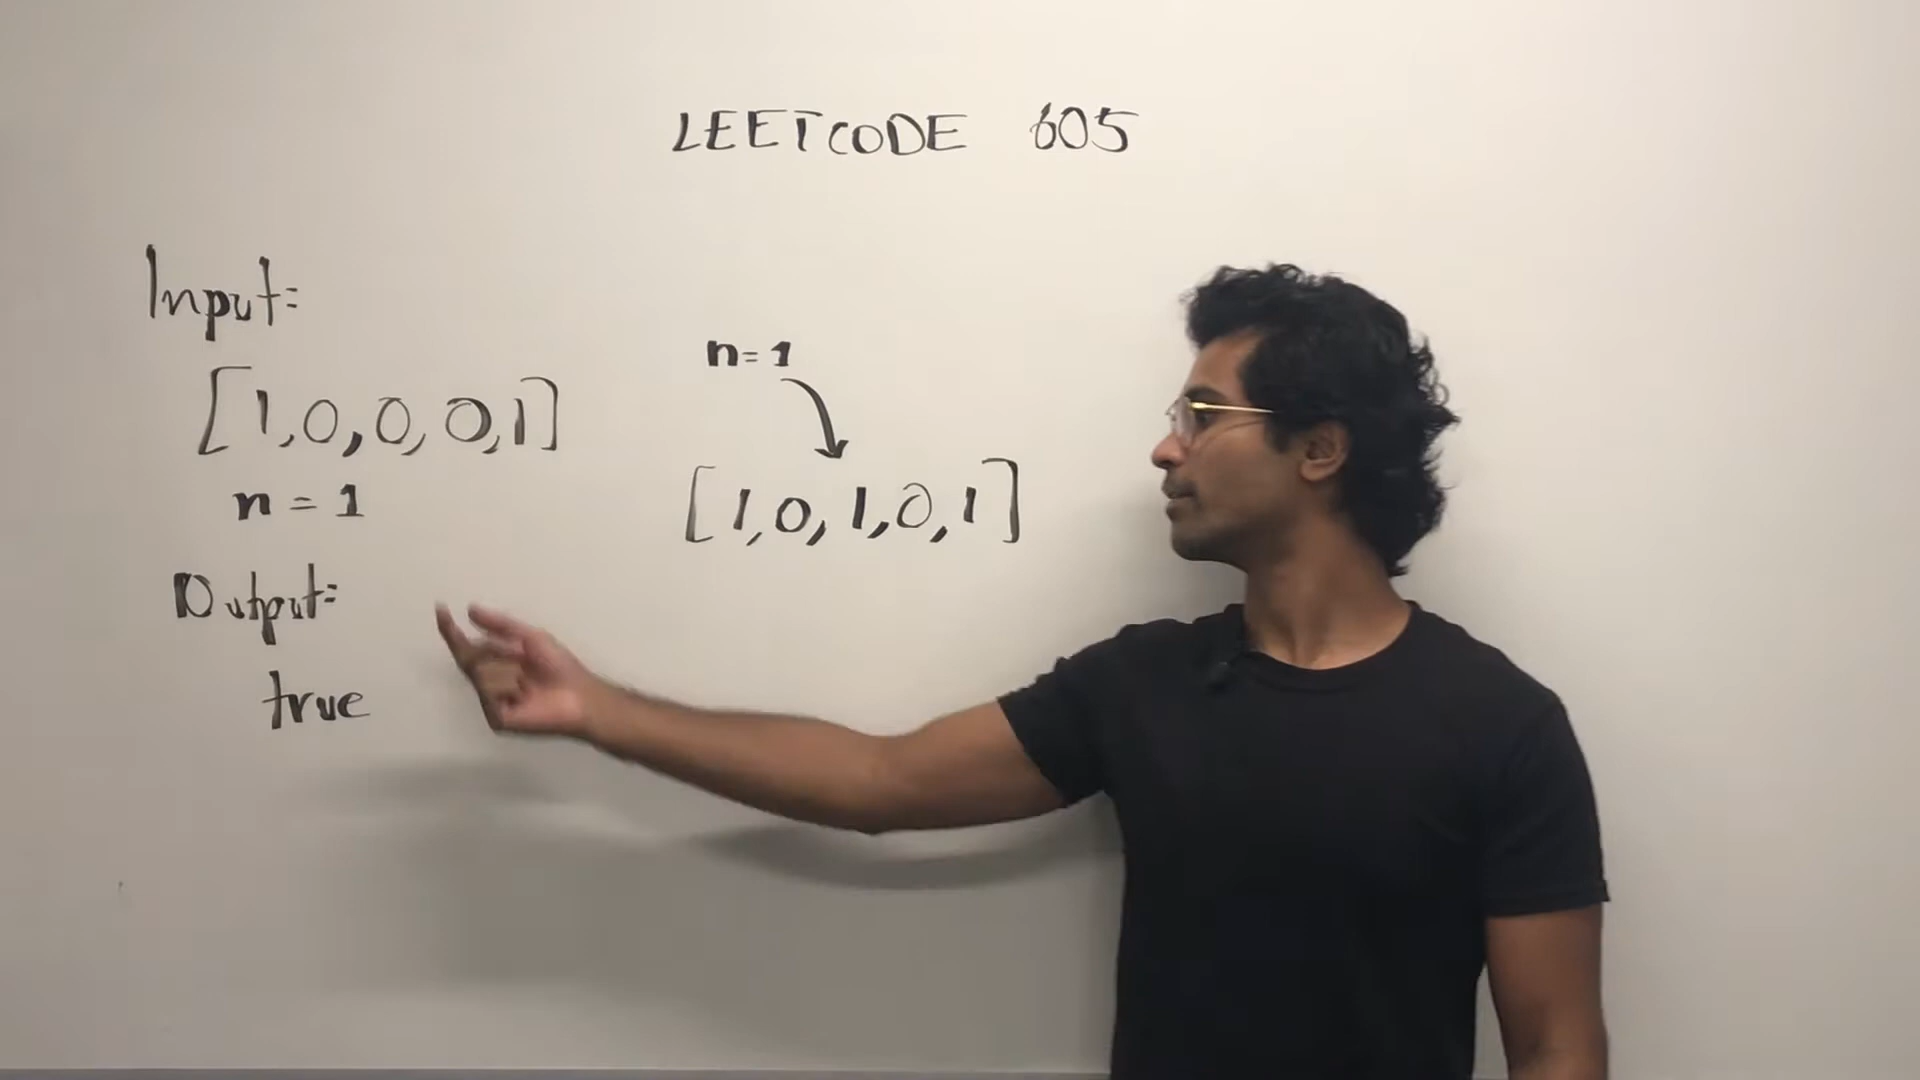 LEETCODE 605
Input:
[1,0,0,0,1]
n = 1
Output:
true
n=1
[1,0,1,0,1]